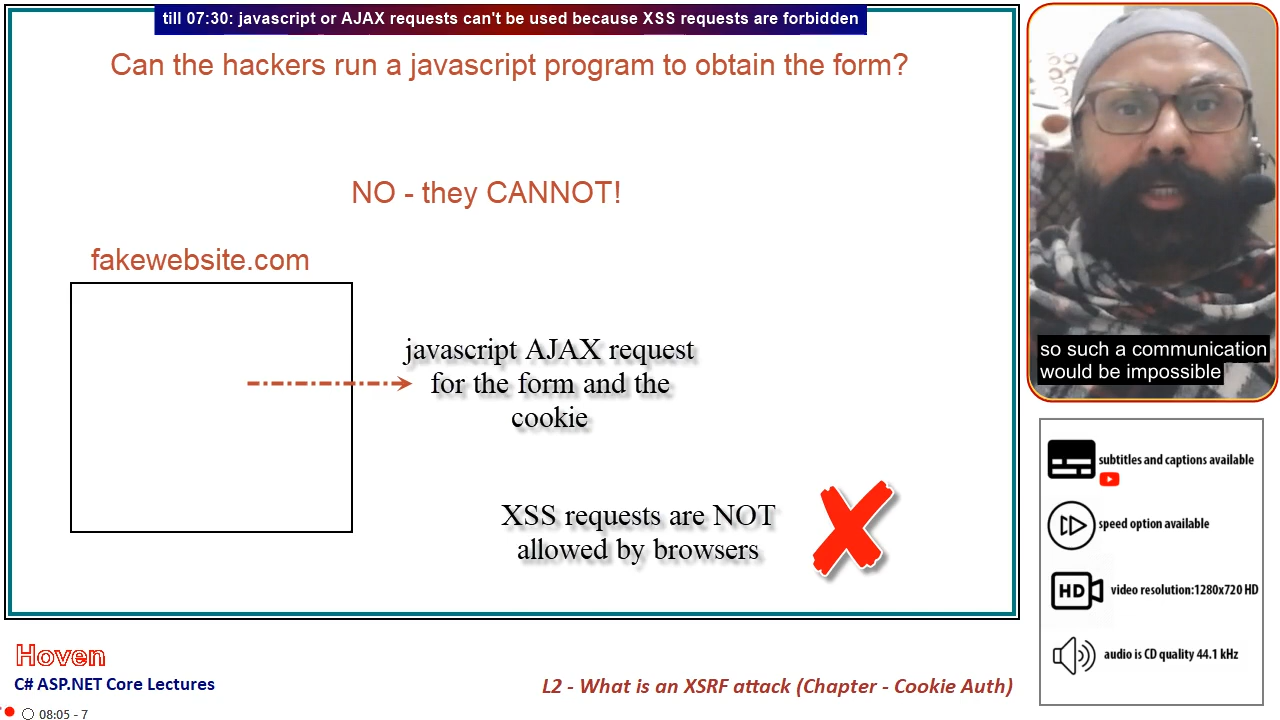 till 07:30: javascript or AJAX requests can't be used because XSS requests are forbidden
Can the hackers run a javascript program to obtain the form?
NO - they CANNOT!
fakewebsite.com
javascript AJAX request
for the form and the
cookie
XSS requests are NOT
allowed by browsers
so such a communication
would be impossible
subtitles and captions available
speed option available
HD
video resolution:1280x720 HD
audio is CD quality 44.1 kHz
Hoven
C# ASP.NET Core Lectures
L2 - What is an XSRF attack (Chapter - Cookie Auth)
08:05 - 7